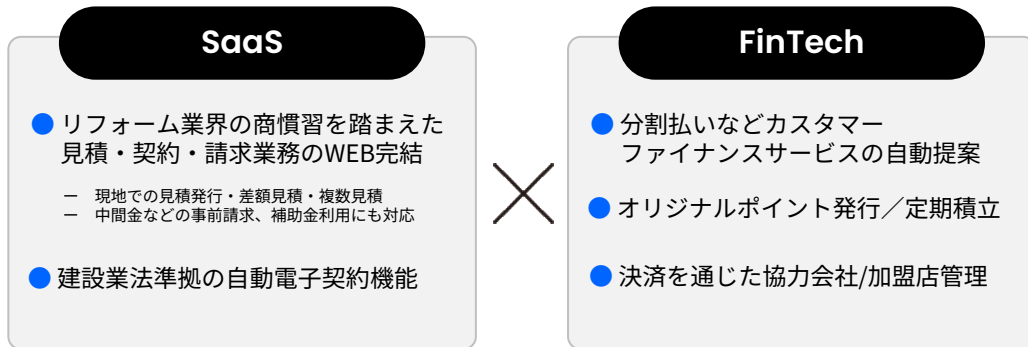 SaaS
● リフォーム業界の商慣習を踏まえた
見積・契約・請求業務のWEB完結
ー 現地での見積発行・差額見積・複数見積
ー 中間金などの事前請求、補助金利用にも対応
● 建設業法準拠の自動電子契約機能
×
FinTech
● 分割払いなどカスタマー
ファイナンスサービスの自動提案
● オリジナルポイント発行／定期積立
● 決済を通じた協力会社/加盟店管理